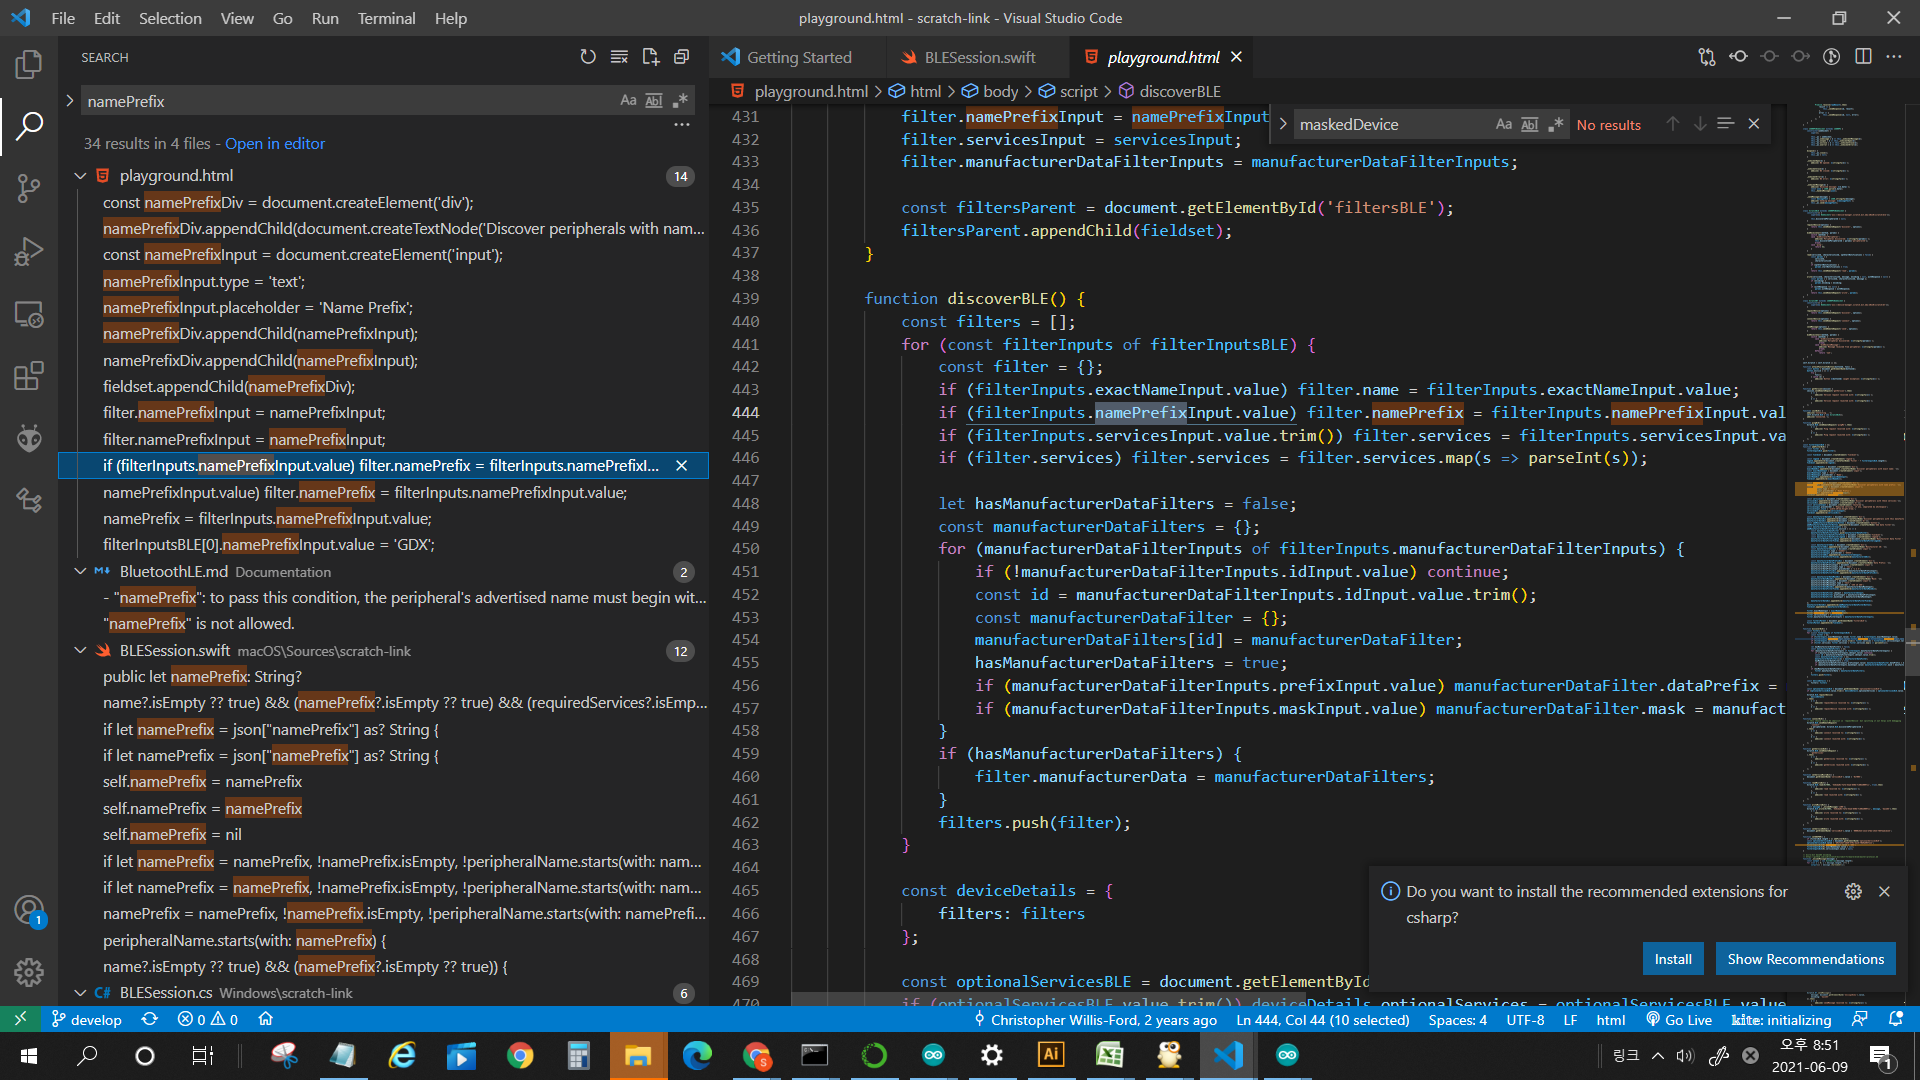 File Edit Selection View Go Run Terminal Help
playground.html - scratch-link - Visual Studio Code
SEARCH
namePrefix
Aa Abl .*
34 results in 4 files - Open in editor
playground.html 14
const namePrefixDiv = document.createElement('div');
namePrefixDiv.appendChild(document.createTextNode('Discover peripherals with nam...
const namePrefixInput = document.createElement('input');
namePrefixInput.type = 'text';
namePrefixInput.placeholder = 'Name Prefix';
namePrefixDiv.appendChild(namePrefixInput);
namePrefixDiv.appendChild(namePrefixInput);
fieldset.appendChild(namePrefixDiv);
filter.namePrefixInput = namePrefixInput;
filter.namePrefixInput = namePrefixInput;
if (filterInputs.namePrefixInput.value) filter.namePrefix = filterInputs.namePrefixI...
namePrefixInput.value) filter.namePrefix = filterInputs.namePrefixInput.value;
namePrefix = filterInputs.namePrefixInput.value;
filterInputsBLE[0].namePrefixInput.value = 'GDX';
BluetoothLE.md Documentation 2
- "namePrefix": to pass this condition, the peripheral's advertised name must begin wit...
"namePrefix" is not allowed.
BLESession.swift macOS\Sources\scratch-link 12
public let namePrefix: String?
name?.isEmpty ?? true) && (namePrefix?.isEmpty ?? true) && (requiredServices?.isEmp...
if let namePrefix = json["namePrefix"] as? String {
if let namePrefix = json["namePrefix"] as? String {
self.namePrefix = namePrefix
self.namePrefix = namePrefix
self.namePrefix = nil
if let namePrefix = namePrefix, !namePrefix.isEmpty, !peripheralName.starts(with: nam...
if let namePrefix = namePrefix, !namePrefix.isEmpty, !peripheralName.starts(with: nam...
namePrefix = namePrefix, !namePrefix.isEmpty, !peripheralName.starts(with: namePrefi...
peripheralName.starts(with: namePrefix) {
name?.isEmpty ?? true) && (namePrefix?.isEmpty ?? true)) {
C# BLESession.cs Windows\scratch-link 6
Getting Started BLESession.swift playground.html
playground.html > html > body > script > discoverBLE
maskedDevice Aa Abl .* No results
431 filter.namePrefixInput = namePrefixInput
432 filter.servicesInput = servicesInput;
433 filter.manufacturerDataFilterInputs = manufacturerDataFilterInputs;
434
435 const filtersParent = document.getElementById('filtersBLE');
436 filtersParent.appendChild(fieldset);
437 }
438
439 function discoverBLE() {
440 const filters = [];
441 for (const filterInputs of filterInputsBLE) {
442 const filter = {};
443 if (filterInputs.exactNameInput.value) filter.name = filterInputs.exactNameInput.value;
444 if (filterInputs.namePrefixInput.value) filter.namePrefix = filterInputs.namePrefixInput.val
445 if (filterInputs.servicesInput.value.trim()) filter.services = filterInputs.servicesInput.va
446 if (filter.services) filter.services = filter.services.map(s => parseInt(s));
447
448 let hasManufacturerDataFilters = false;
449 const manufacturerDataFilters = {};
450 for (manufacturerDataFilterInputs of filterInputs.manufacturerDataFilterInputs) {
451 if (!manufacturerDataFilterInputs.idInput.value) continue;
452 const id = manufacturerDataFilterInputs.idInput.value.trim();
453 const manufacturerDataFilter = {};
454 manufacturerDataFilters[id] = manufacturerDataFilter;
455 hasManufacturerDataFilters = true;
456 if (manufacturerDataFilterInputs.prefixInput.value) manufacturerDataFilter.dataPrefix =
457 if (manufacturerDataFilterInputs.maskInput.value) manufacturerDataFilter.mask = manufact
458 }
459 if (hasManufacturerDataFilters) {
460 filter.manufacturerData = manufacturerDataFilters;
461 }
462 filters.push(filter);
463 }
464
465 const deviceDetails = {
466 filters: filters
467 };
468
469 const optionalServicesBLE = document.getElementById
470 if (optionalServicesBLE.value.trim()) deviceDetails.optionalServices = optionalServicesBLE.value
Do you want to install the recommended extensions for
csharp?
Install Show Recommendations
develop 0 0 Christopher Willis-Ford, 2 years ago Ln 444, Col 44 (10 selected) Spaces: 4 UTF-8 LF html Go Live kite: initializing
링크 오후 8:51
2021-06-09